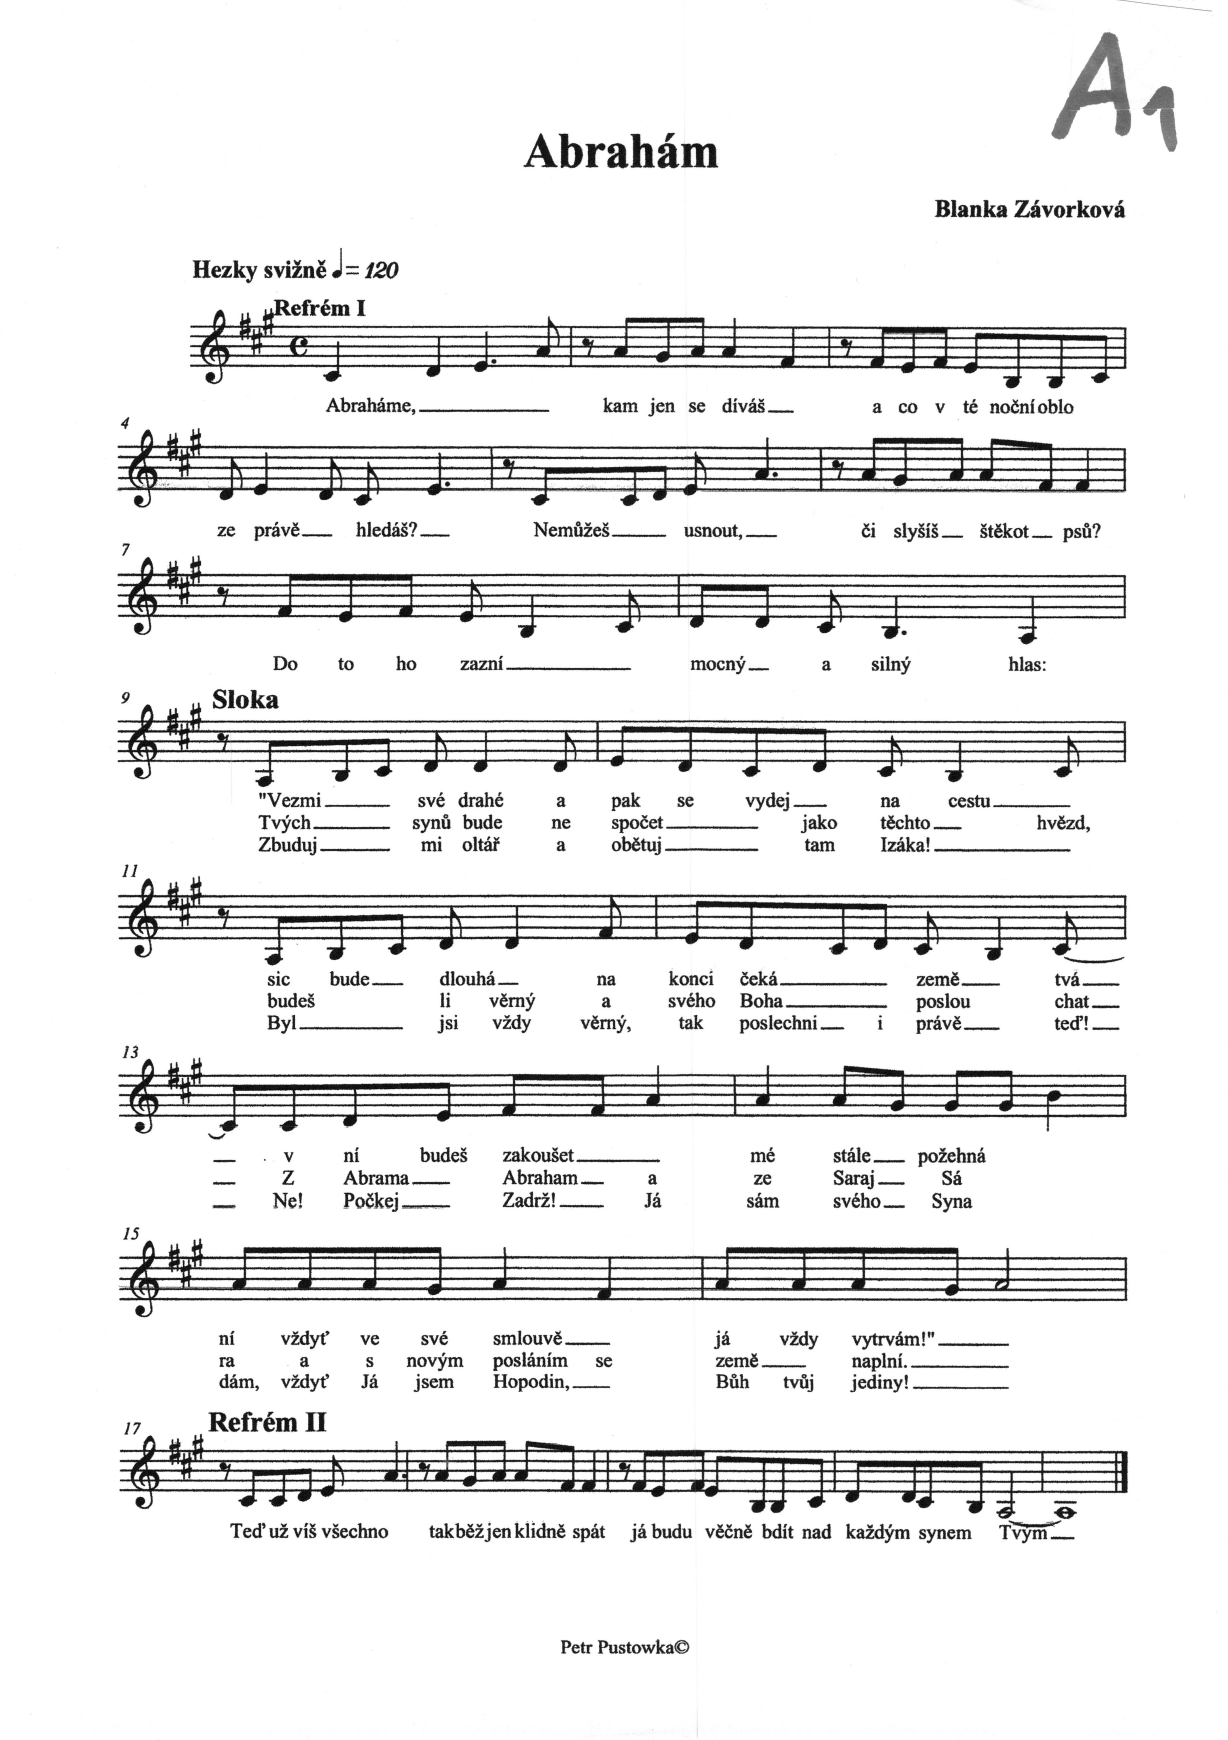 A1
Abrahám
Blanka Závorková
Hezky svižně ♩= 120
Refrém I
Abraháme, kam jen se díváš a co v té noční oblo
4
ze právě hledáš? Nemůžeš usnout, či slyšíš štěkot psů?
7
Do to ho zazní mocný a silný hlas:
9 Sloka
"Vezmi své drahé a pak se vydej na cestu
Tvých synů bude ne spočet jako těchto hvězd,
Zbuduj mi oltář a obětuj tam Izáka!
11
sic bude dlouhá na konci čeká země tvá
budeš li věrný a svého Boha poslou chat
Byl jsi vždy věrný, tak poslechni i právě teď!
13
v ní budeš zakoušet mé stále požehná
Z Abrama Abraham a ze Saraj Sá
Ne! Počkej Zadrž! Já sám svého Syna
15
ní vždyť ve své smlouvě já vždy vytrvám!"
ra a s novým posláním se země naplní.
dám, vždyť Já jsem Hopodin, Bůh tvůj jediny!
17 Refrém II
Teď už víš všechno tak běž jen klidně spát já budu věčně bdít nad každým synem Tvým
Petr Pustowka©